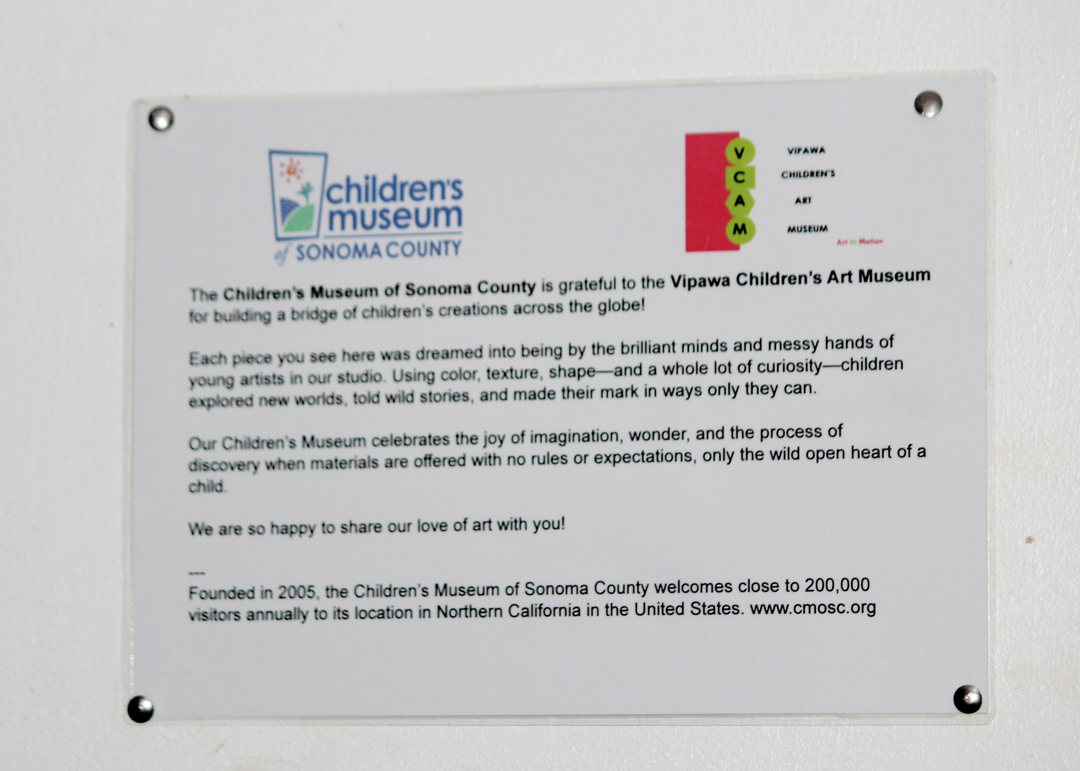 children's
museum
of SONOMA COUNTY
V VIPAWA
C CHILDREN'S
A ART
M MUSEUM
Art in Motion
The Children's Museum of Sonoma County is grateful to the Vipawa Children's Art Museum
for building a bridge of children's creations across the globe!
Each piece you see here was dreamed into being by the brilliant minds and messy hands of
young artists in our studio. Using color, texture, shape—and a whole lot of curiosity—children
explored new worlds, told wild stories, and made their mark in ways only they can.
Our Children's Museum celebrates the joy of imagination, wonder, and the process of
discovery when materials are offered with no rules or expectations, only the wild open heart of a
child.
We are so happy to share our love of art with you!
---
Founded in 2005, the Children's Museum of Sonoma County welcomes close to 200,000
visitors annually to its location in Northern California in the United States. www.cmosc.org